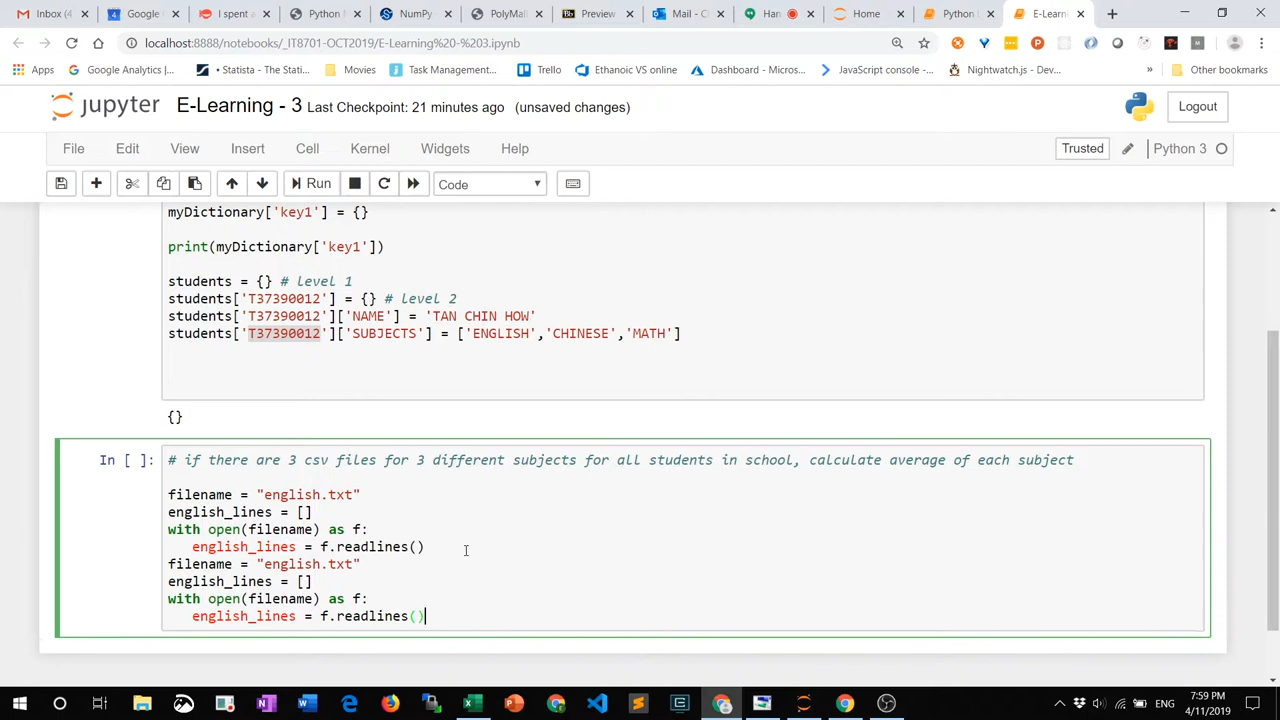 Inbox (4
Google
I spent a
Python N
NumPy
PolyMall
Bb Preview
Mail - C
Han
Home
Python L
E-Learni
localhost:8888/notebooks/_IT8701-OCT2019/E-Learning%20-%203.ipynb
Apps
Google Analytics |...
Statista - The Stati...
Movies
Task Management...
Trello
Ethanoic VS online
Dashboard - Micros...
JavaScript console -...
Nightwatch.js - Dev...
»
Other bookmarks
jupyter E-Learning - 3 Last Checkpoint: 21 minutes ago (unsaved changes)
Logout
File Edit View Insert Cell Kernel Widgets Help
Trusted
Python 3
Run
Code
myDictionary['key1'] = {}
print(myDictionary['key1'])
students = {} # level 1
students['T37390012'] = {} # level 2
students['T37390012']['NAME'] = 'TAN CHIN HOW'
students['T37390012']['SUBJECTS'] = ['ENGLISH','CHINESE','MATH']
{}
In [ ]:
# if there are 3 csv files for 3 different subjects for all students in school, calculate average of each subject
filename = "english.txt"
english_lines = []
with open(filename) as f:
english_lines = f.readlines()
filename = "english.txt"
english_lines = []
with open(filename) as f:
english_lines = f.readlines()
ENG
7:59 PM
4/11/2019